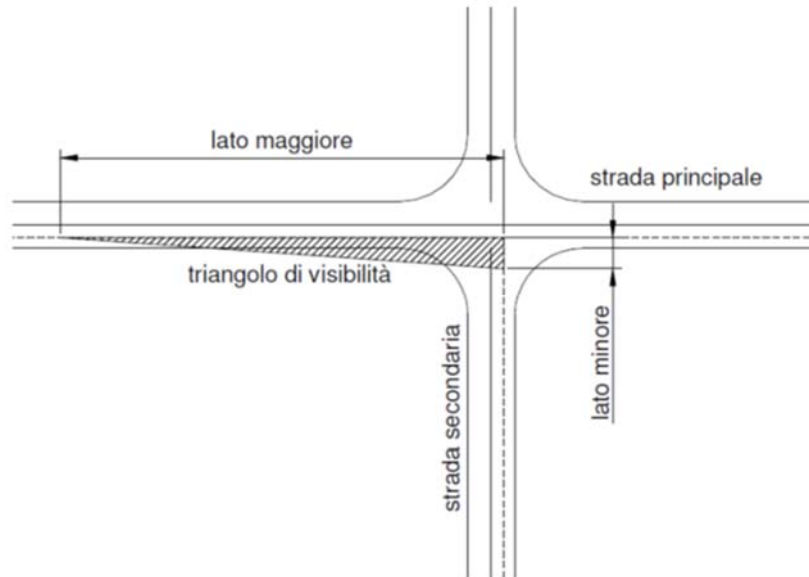 lato maggiore
strada principale
triangolo di visibilità
strada secondaria
lato minore